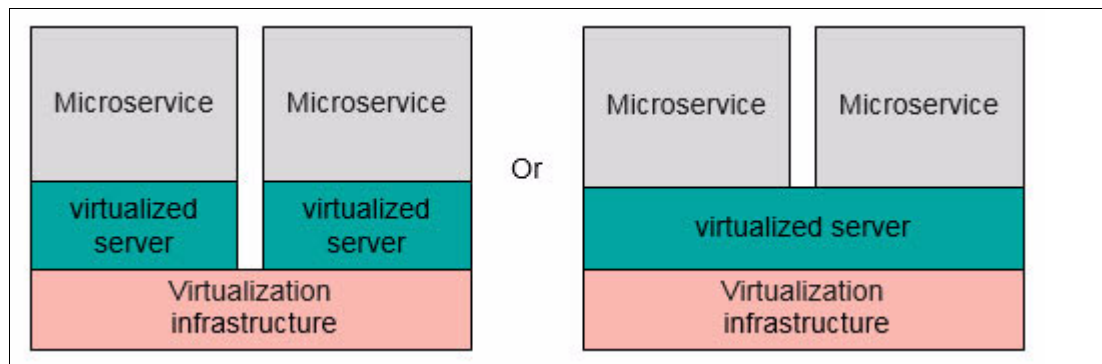 Microservice
Microservice
virtualized
server
virtualized
server
Virtualization
infrastructure
Or
Microservice
Microservice
virtualized server
Virtualization
infrastructure